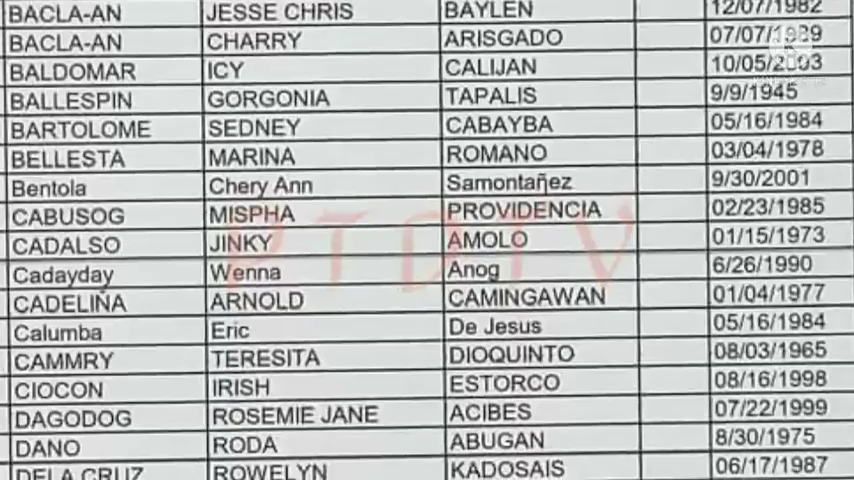 BACLA-AN JESSE CHRIS BAYLEN 12/07/1982
BACLA-AN CHARRY ARISGADO 07/07/1989
BALDOMAR ICY CALIJAN 10/05/2003
BALLESPIN GORGONIA TAPALIS 9/9/1945
BARTOLOME SEDNEY CABAYBA 05/16/1984
BELLESTA MARINA ROMANO 03/04/1978
Bentola Chery Ann Samontañez 9/30/2001
CABUSOG MISPHA PROVIDENCIA 02/23/1985
CADALSO JINKY AMOLO 01/15/1973
PTDTV
Cadayday Wenna Anog 6/26/1990
CADELIÑA ARNOLD CAMINGAWAN 01/04/1977
Calumba Eric De Jesus 05/16/1984
CAMMRY TERESITA DIOQUINTO 08/03/1965
CIOCON IRISH ESTORCO 08/16/1998
DAGODOG ROSEMIE JANE ACIBES 07/22/1999
DANO RODA ABUGAN 8/30/1975
DELA CRUZ ROWELYN KADOSAIS 06/17/1987